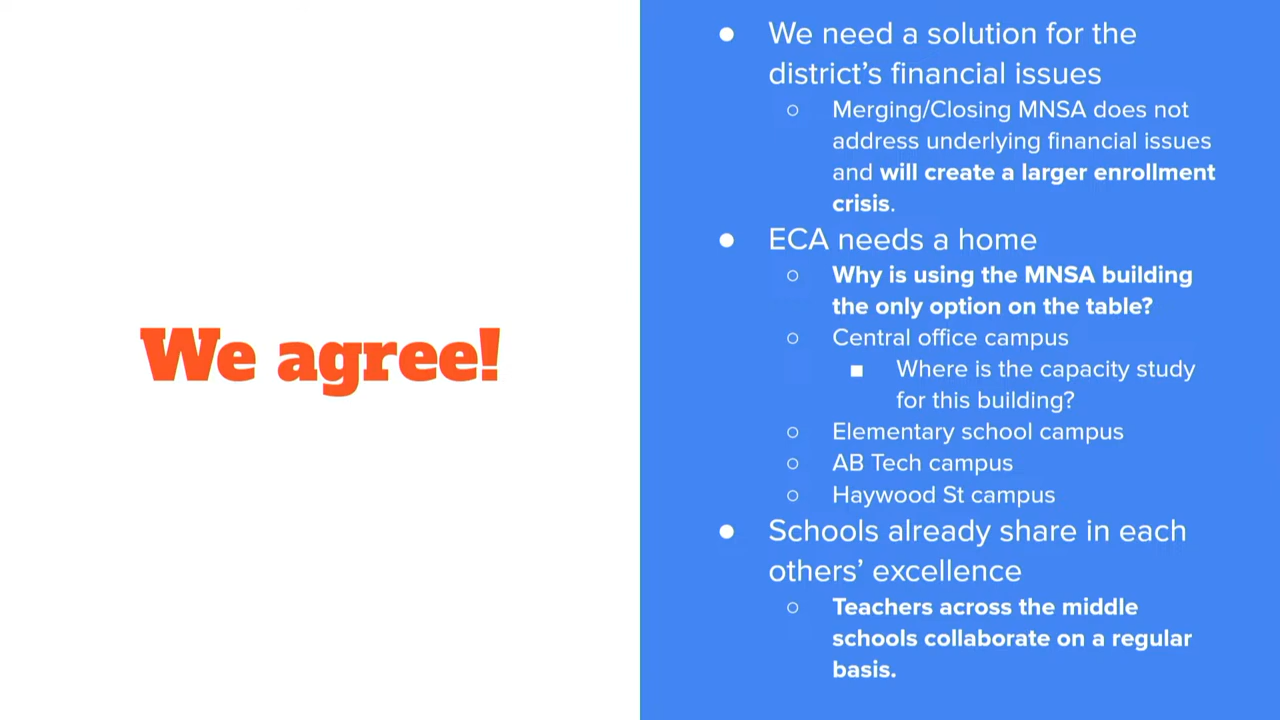 We agree!
● We need a solution for the
district’s financial issues
○ Merging/Closing MNSA does not
address underlying financial issues
and will create a larger enrollment
crisis.
● ECA needs a home
○ Why is using the MNSA building
the only option on the table?
○ Central office campus
■ Where is the capacity study
for this building?
○ Elementary school campus
○ AB Tech campus
○ Haywood St campus
● Schools already share in each
others’ excellence
○ Teachers across the middle
schools collaborate on a regular
basis.